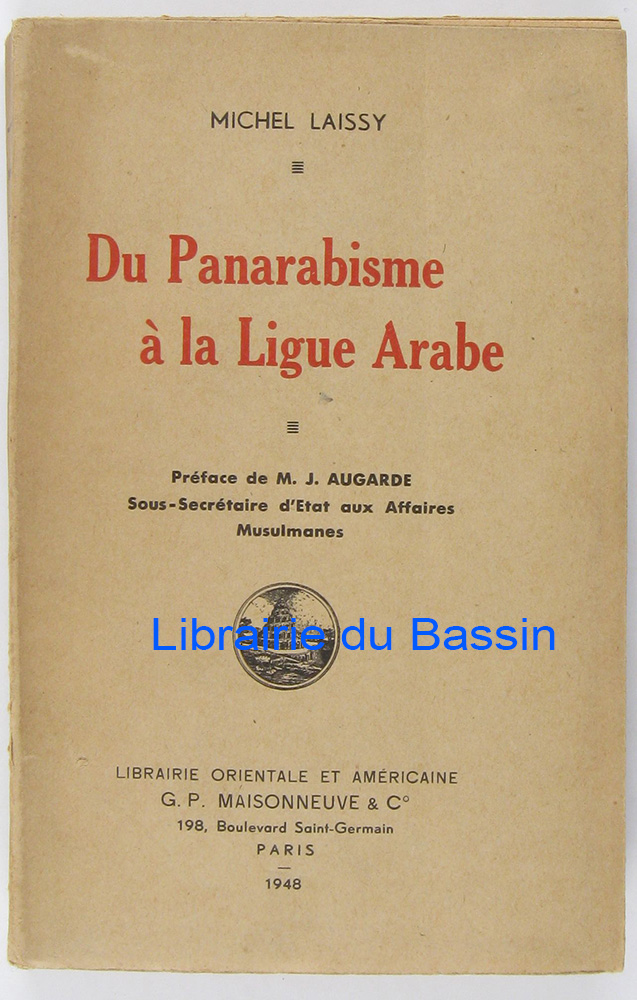 MICHEL LAISSY
Du Panarabisme
à la Ligue Arabe
Préface de M. J. AUGARDE
Sous-Secrétaire d'Etat aux Affaires
Musulmanes
Librairie du Bassin
LIBRAIRIE ORIENTALE ET AMÉRICAINE
G. P. MAISONNEUVE & C°
198, Boulevard Saint-Germain
PARIS
1948